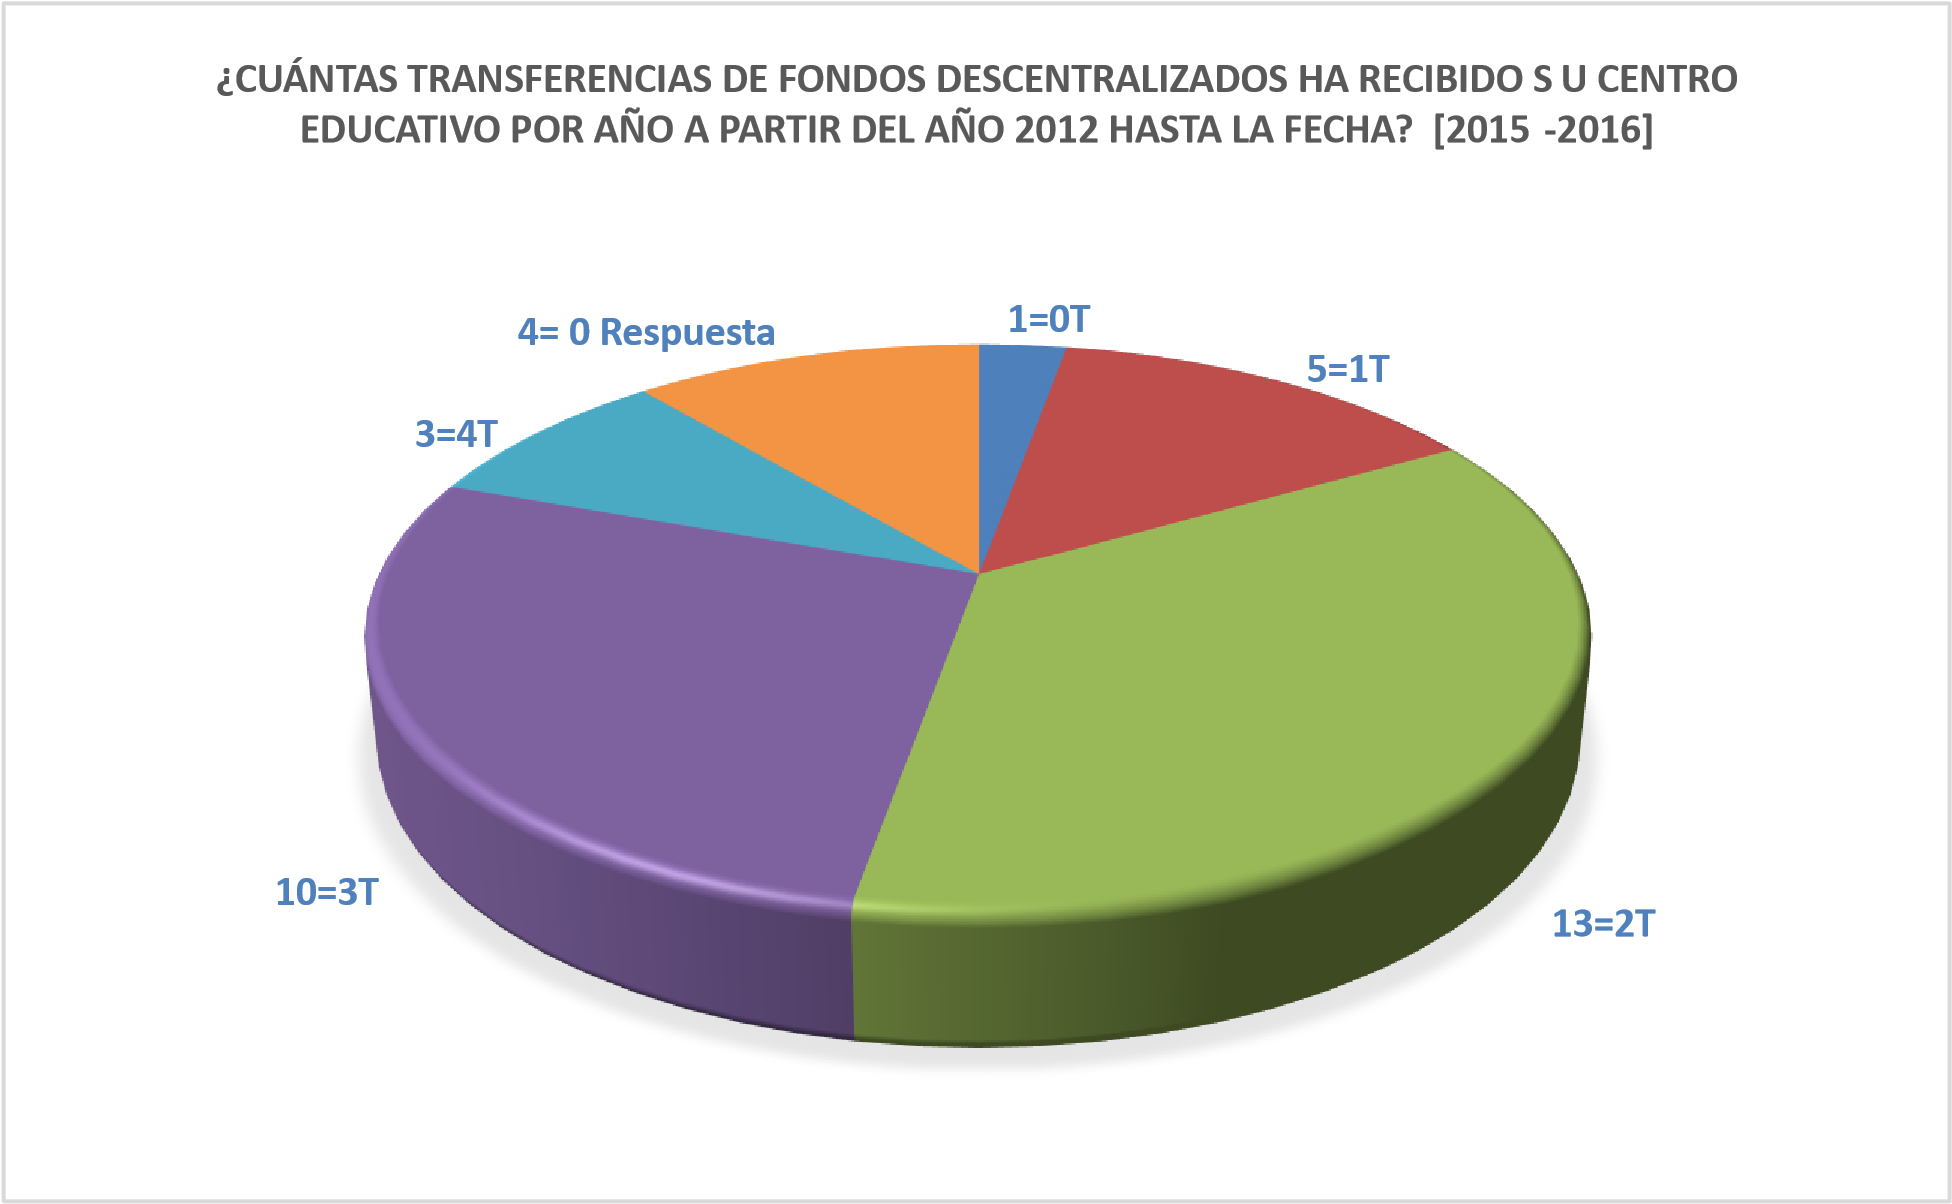 ¿CUÁNTAS TRANSFERENCIAS DE FONDOS DESCENTRALIZADOS HA RECIBIDO S U CENTRO
EDUCATIVO POR AÑO A PARTIR DEL AÑO 2012 HASTA LA FECHA? [2015 -2016]
1=0T
4= 0 Respuesta
5=1T
3=4T
10=3T
13=2T